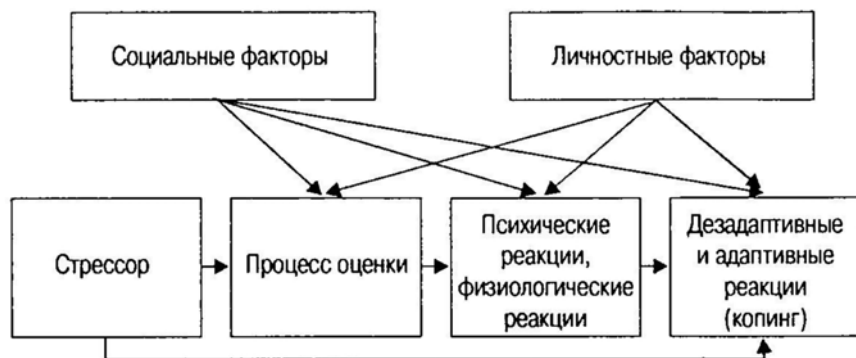 Социальные факторы
Личностные факторы
Стрессор
Процесс оценки
Психические
реакции,
физиологические
реакции
Дезадаптивные
и адаптивные
реакции
(копинг)